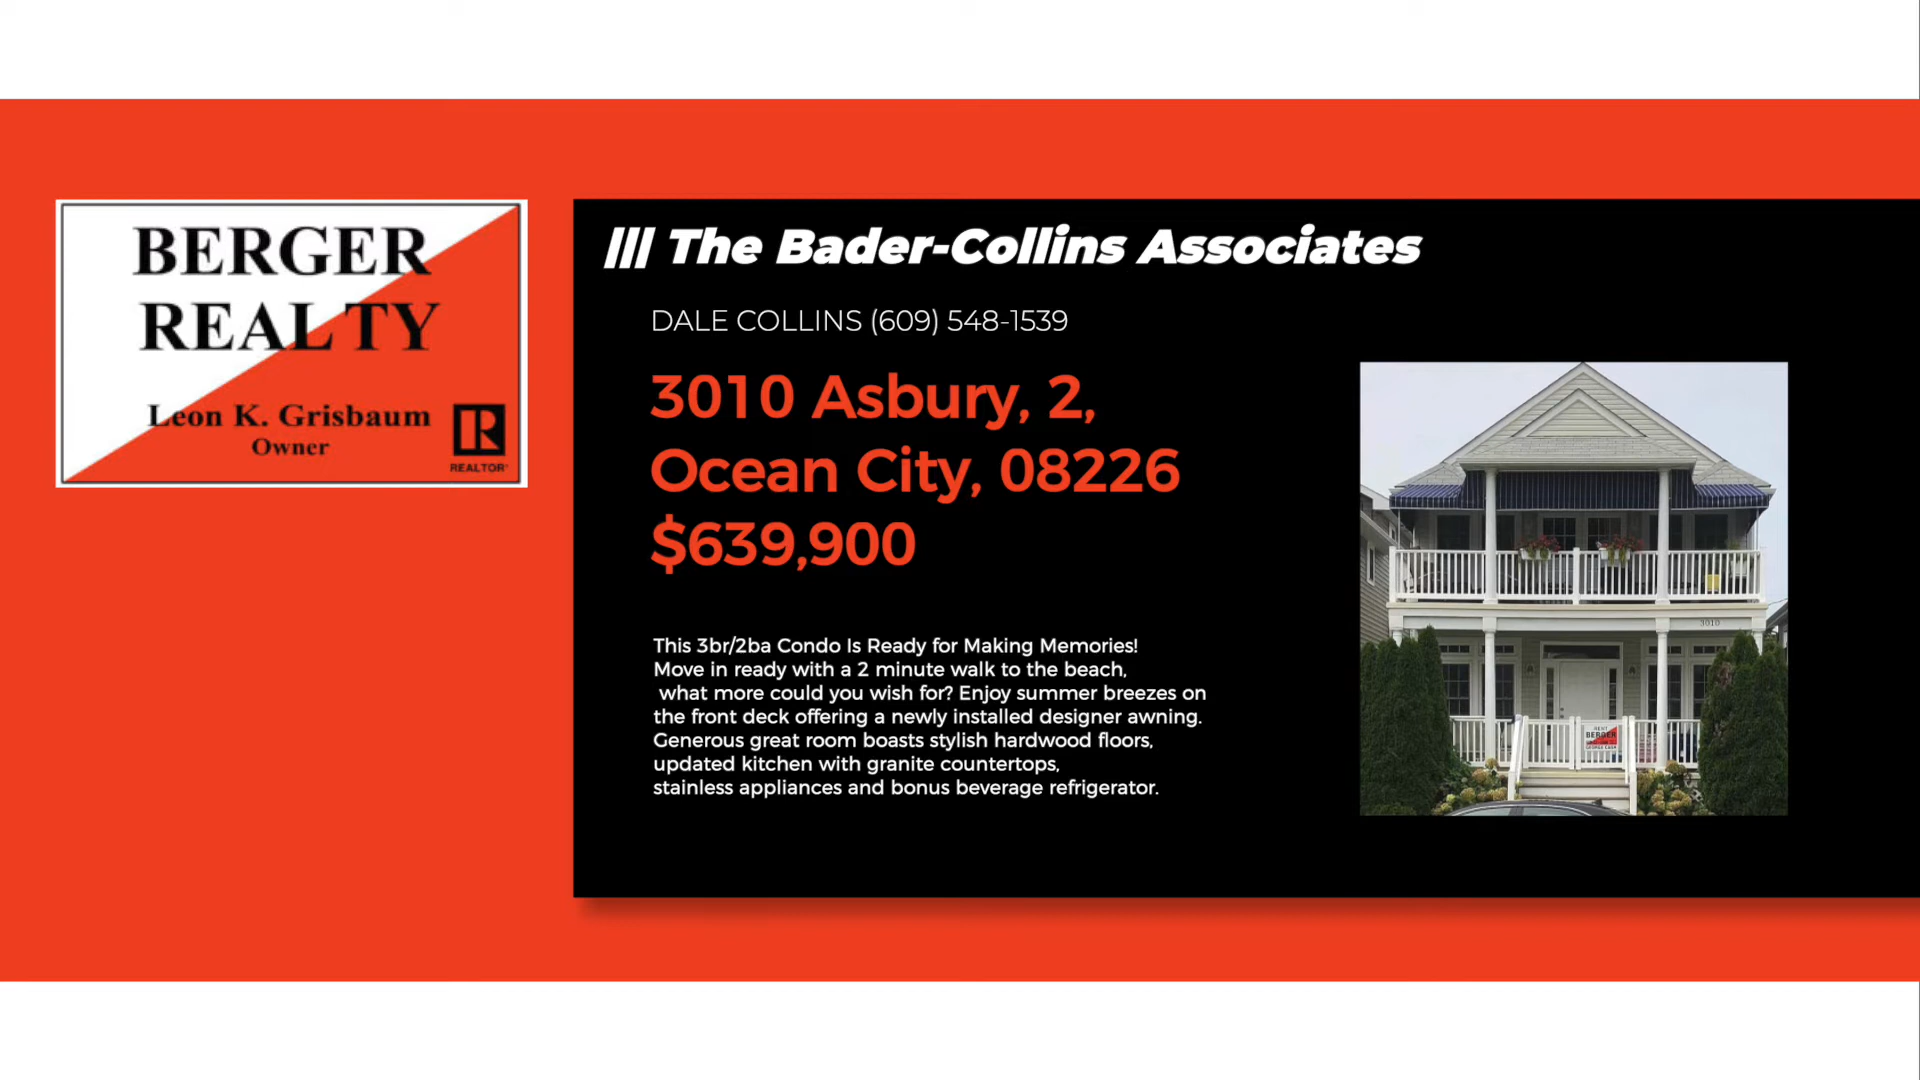 BERGER
REALTY
Leon K. Grisbaum
Owner
REALTOR
/// The Bader-Collins Associates
DALE COLLINS (609) 548-1539
3010 Asbury, 2,
Ocean City, 08226
$639,900
This 3br/2ba Condo Is Ready for Making Memories!
Move in ready with a 2 minute walk to the beach,
what more could you wish for? Enjoy summer breezes on
the front deck offering a newly installed designer awning.
Generous great room boasts stylish hardwood floors,
updated kitchen with granite countertops,
stainless appliances and bonus beverage refrigerator.
3010
BERGER